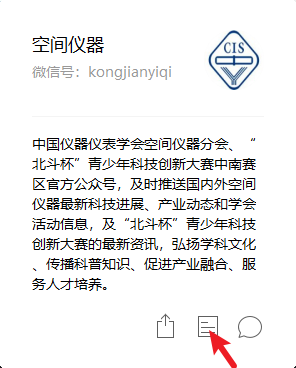 空间仪器
CIS
微信号：kongjianyiqi
中国仪器仪表学会空间仪器分会、“
北斗杯”青少年科技创新大赛中南赛
区官方公众号，及时推送国内外空间
仪器最新科技进展、产业动态和学会
活动信息，及“北斗杯”青少年科技
创新大赛的最新资讯，弘扬学科文化
、传播科普知识、促进产业融合、服
务人才培养。